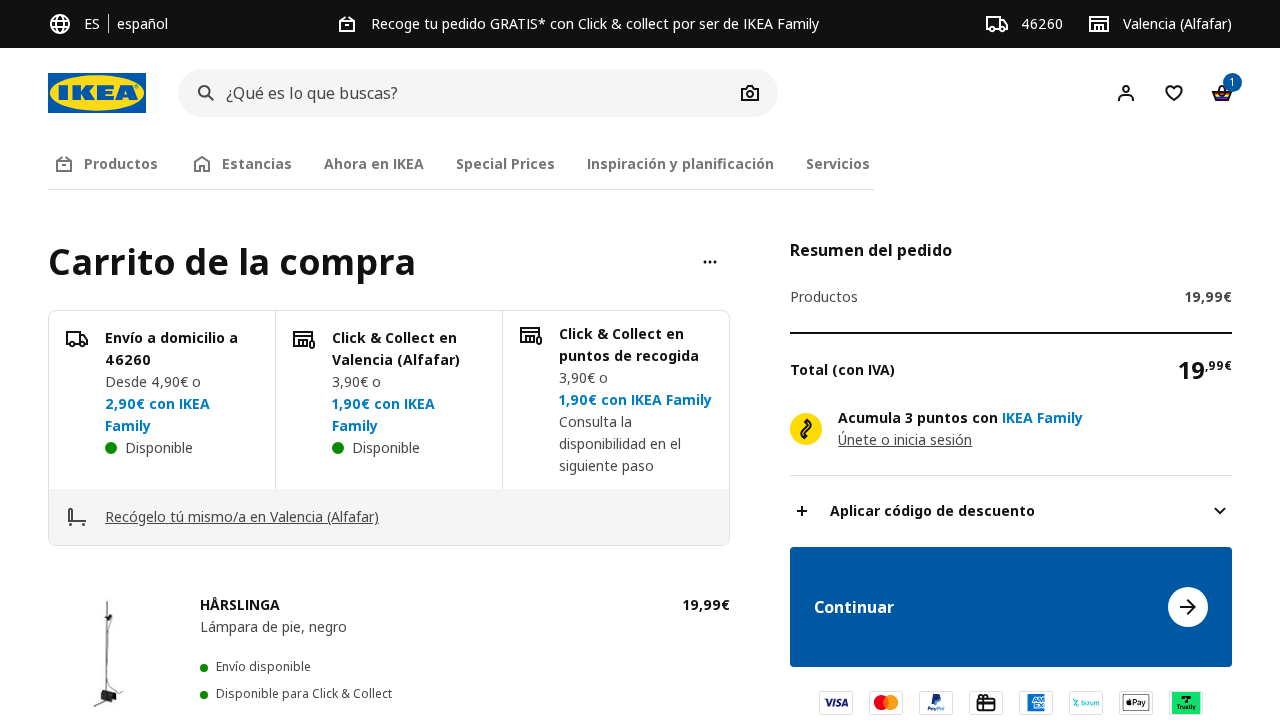 ES | español
Recoge tu pedido GRATIS* con Click & collect por ser de IKEA Family
46260
Valencia (Alfafar)
IKEA
¿Qué es lo que buscas?
1
Productos
Estancias
Ahora en IKEA
Special Prices
Inspiración y planificación
Servicios
Carrito de la compra
Envío a domicilio a
46260
Desde 4,90€ o
2,90€ con IKEA
Family
Disponible
Click & Collect en
Valencia (Alfafar)
3,90€ o
1,90€ con IKEA
Family
Disponible
Click & Collect en
puntos de recogida
3,90€ o
1,90€ con IKEA Family
Consulta la
disponibilidad en el
siguiente paso
Recógelo tú mismo/a en Valencia (Alfafar)
HÅRSLINGA 19,99€
Lámpara de pie, negro
Envío disponible
Disponible para Click & Collect
Resumen del pedido
Productos 19,99€
Total (con IVA) 19,99€
Acumula 3 puntos con IKEA Family
Únete o inicia sesión
Aplicar código de descuento
Continuar
VISA
PayPal
AMEX
bizum
Pay
Trustly